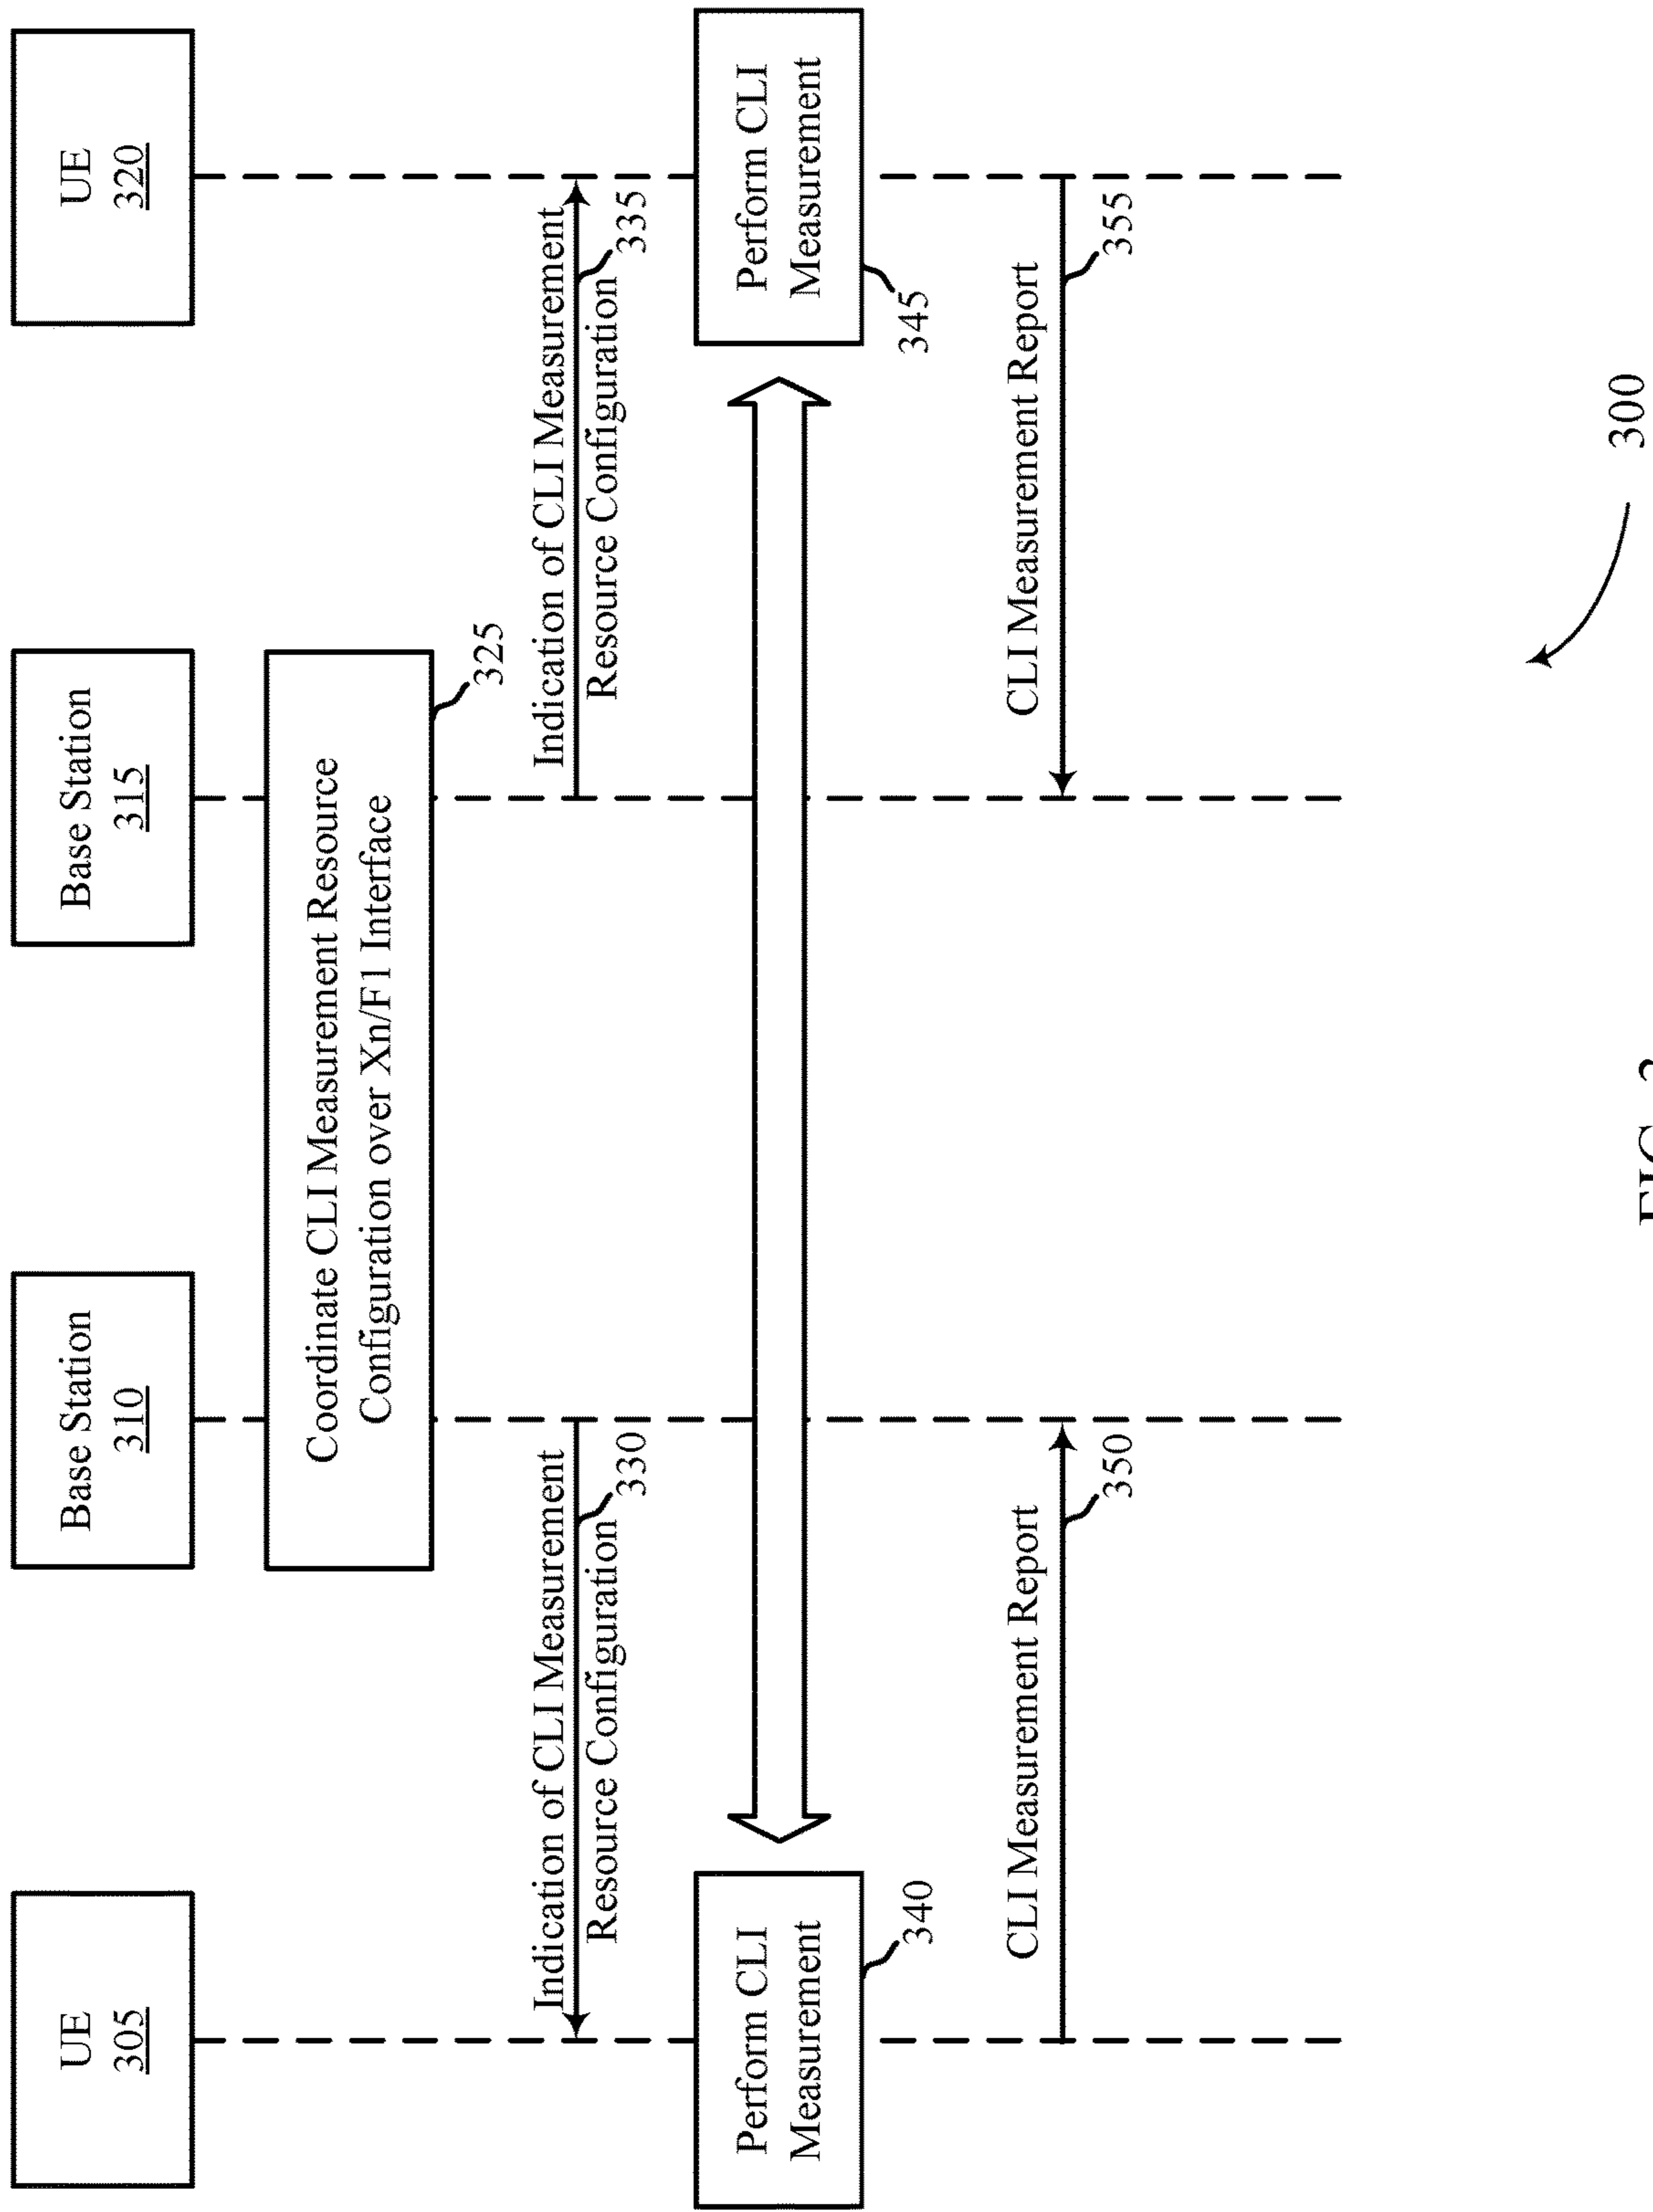 UE
305
Base Station
310
Base Station
315
UE
320
Coordinate CLI Measurement Resource
Configuration over Xn/F1 Interface
325
Indication of CLI Measurement
Resource Configuration
330
Indication of CLI Measurement
Resource Configuration
335
Perform CLI
Measurement
340
Perform CLI
Measurement
345
CLI Measurement Report
350
CLI Measurement Report
355
300